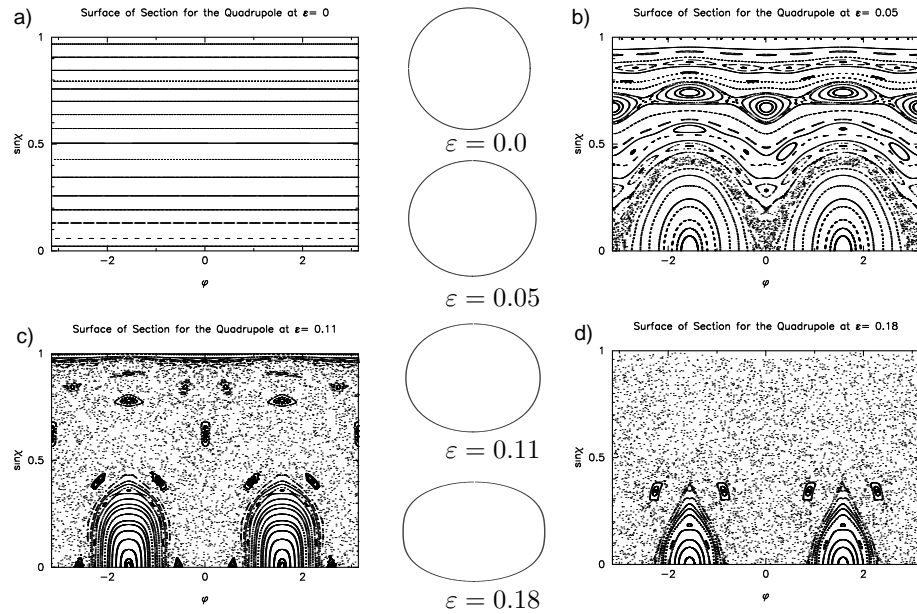 a)
Surface of Section for the Quadrupole at ε= 0
1
0.5
0
sinχ
−2
0
2
φ
ε = 0.0
ε = 0.05
b)
Surface of Section for the Quadrupole at ε= 0.05
1
0.5
0
sinχ
−2
0
2
φ
c)
Surface of Section for the Quadrupole at ε= 0.11
1
0.5
0
sinχ
−2
0
2
φ
ε = 0.11
ε = 0.18
d)
Surface of Section for the Quadrupole at ε= 0.18
1
0.5
0
sinχ
−2
0
2
φ